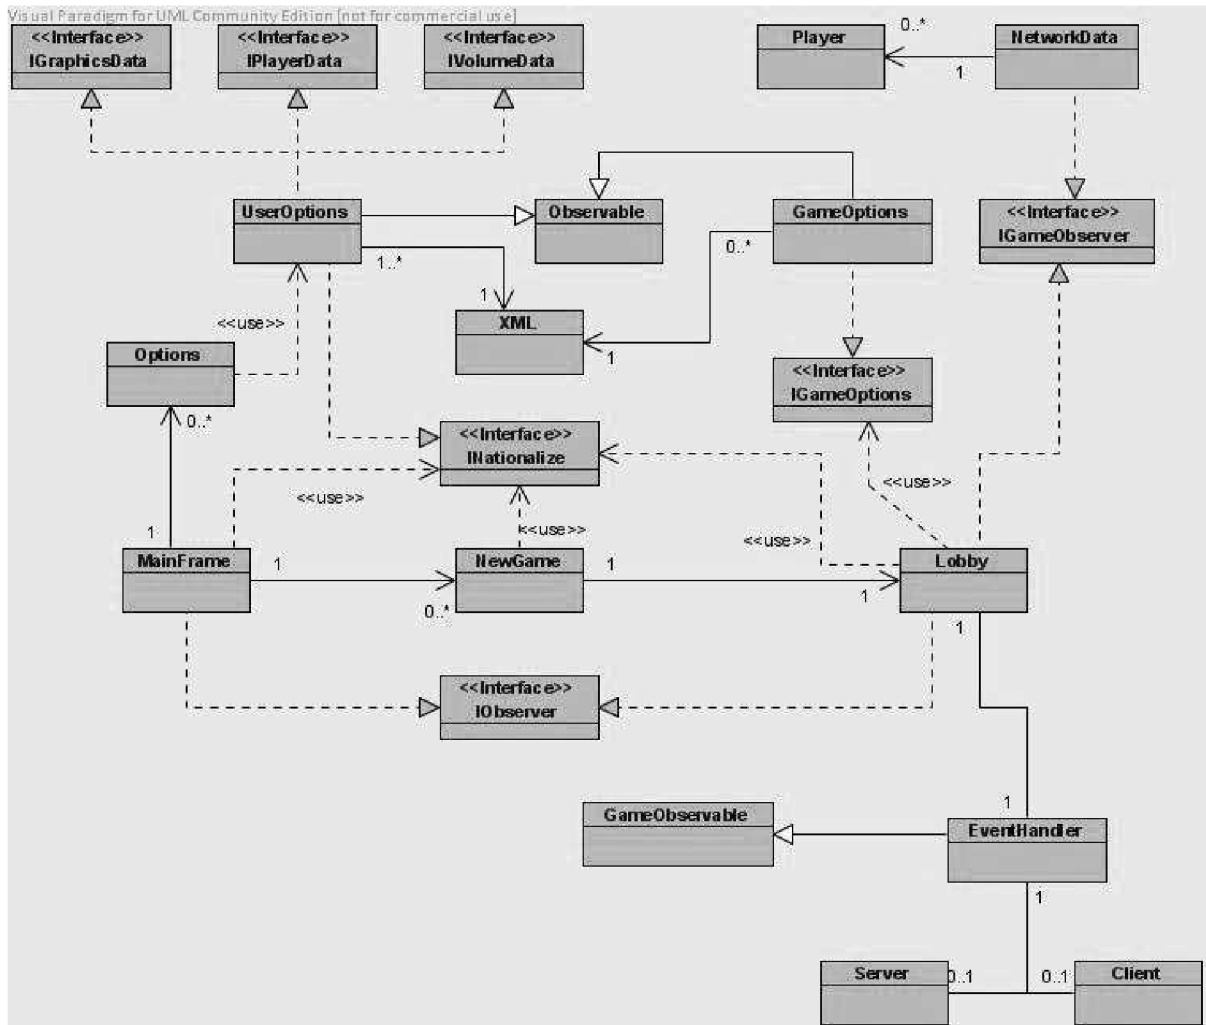 Visual Paradigm for UML Community Edition [not for commercial use]
<<Interface>>
IGraphicsData
<<Interface>>
IPlayerData
<<Interface>>
IVolumeData
Player
0..*
1
NetworkData
UserOptions
Observable
GameOptions
<<Interface>>
IGameObserver
1..*
0..*
1
XML
1
<<use>>
Options
0..*
<<Interface>>
IGameOptions
<<Interface>>
INationalize
<<use>>
<<use>>
<<use>>
<<use>>
1
MainFrame
1
0..*
NewGame
1
1
Lobby
1
<<Interface>>
IObserver
1
GameObservable
EventHandler
1
Server
0..1
0..1
Client